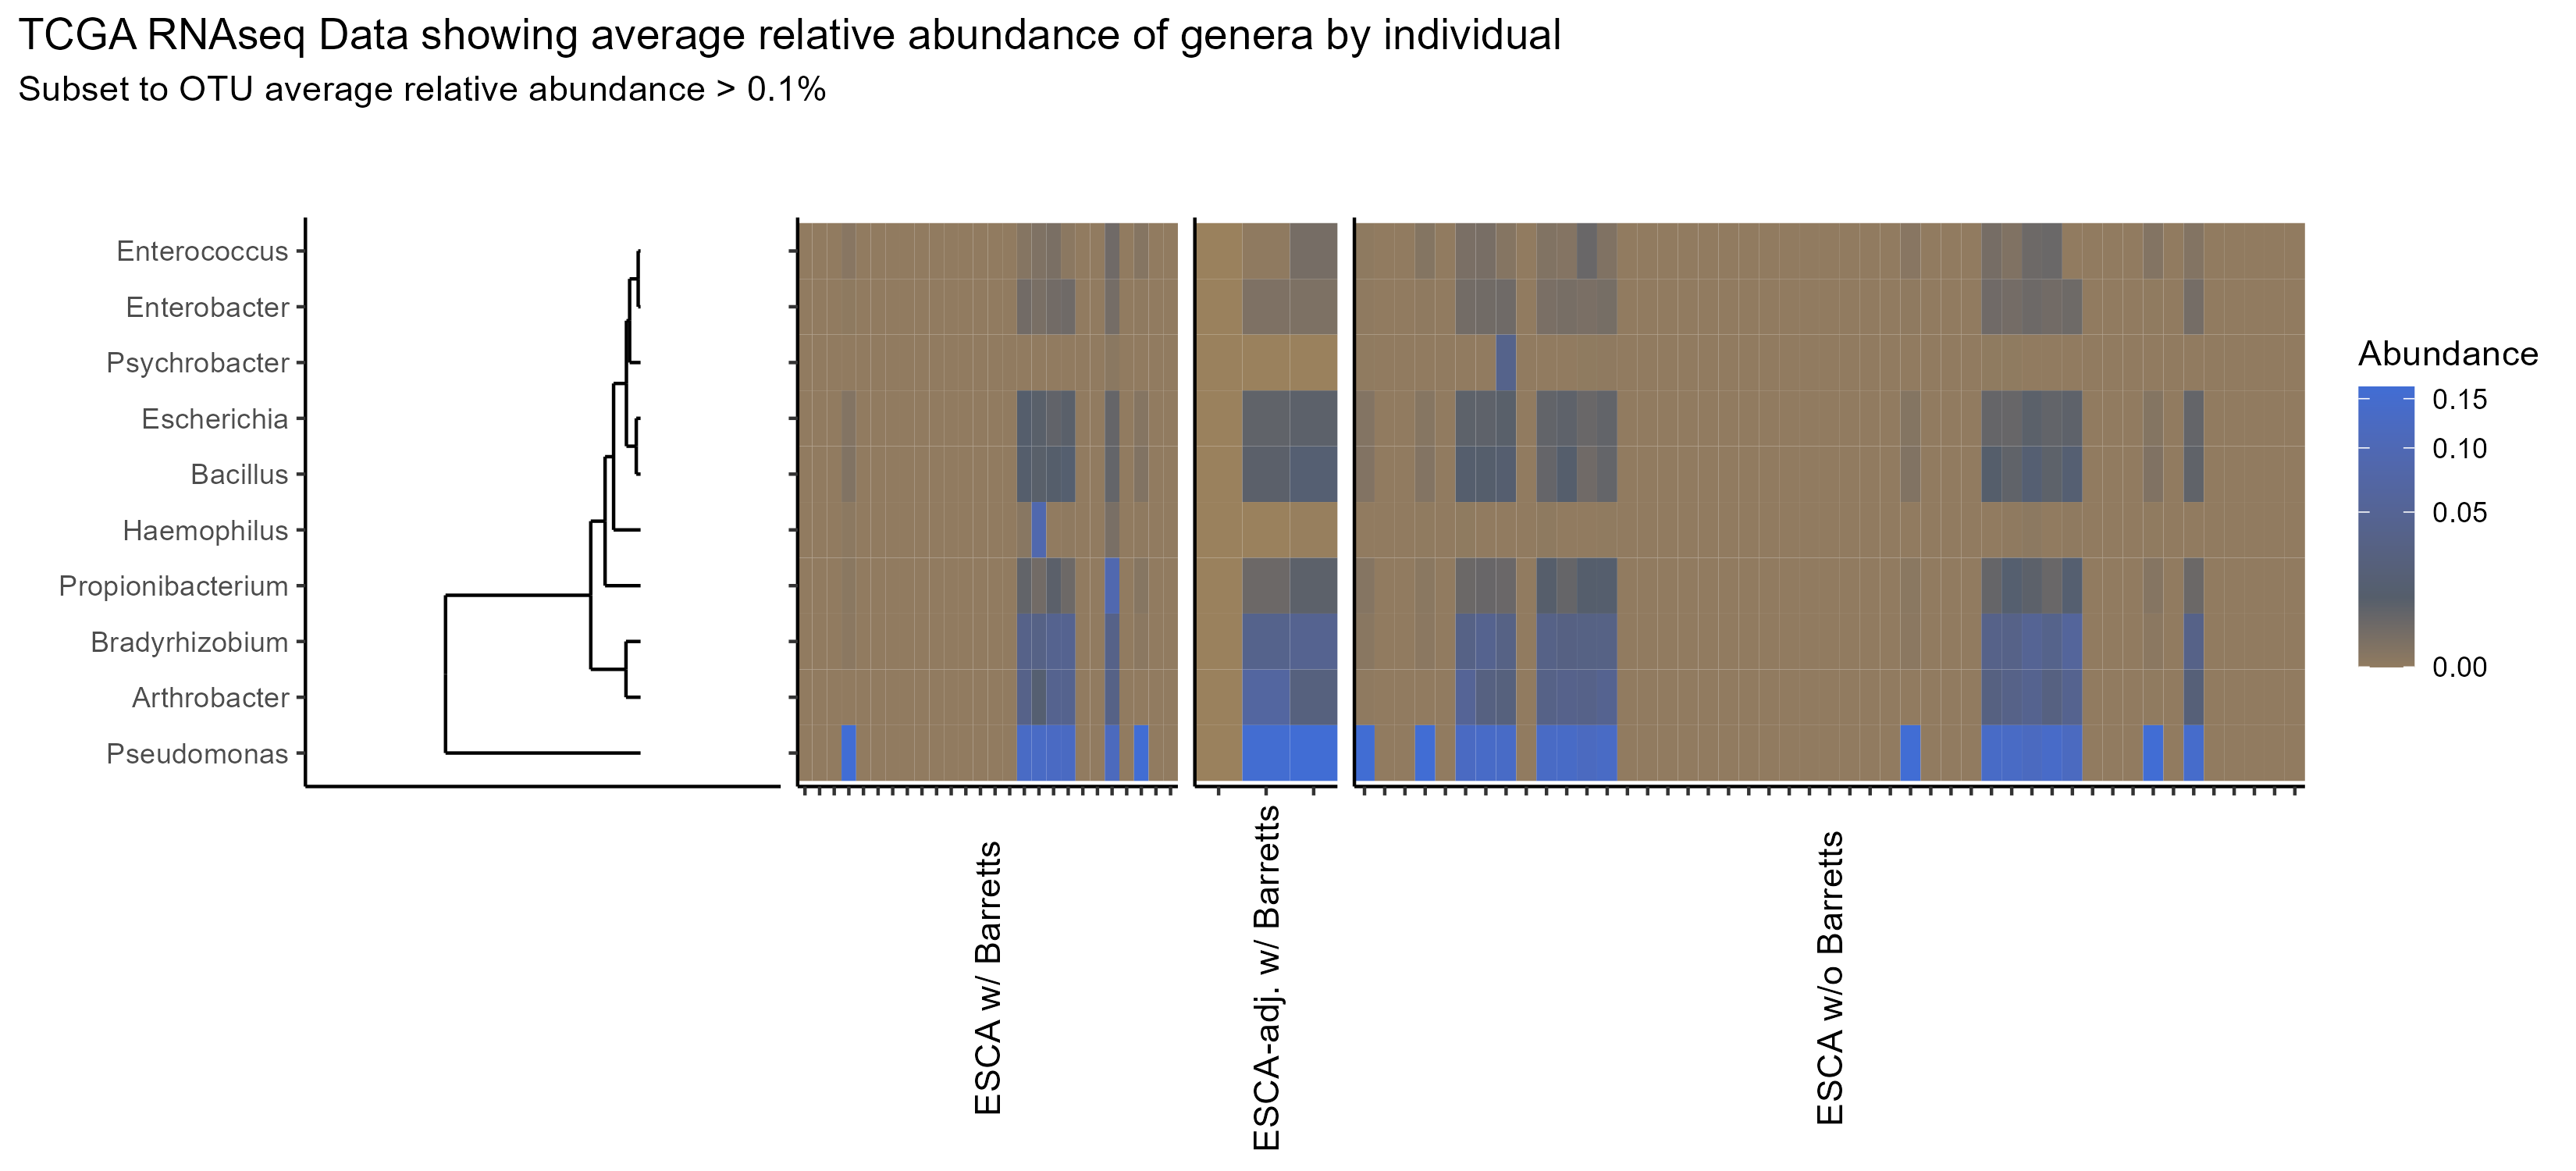 TCGA RNAseq Data showing average relative abundance of genera by individual
Subset to OTU average relative abundance > 0.1%
Enterococcus
Enterobacter
Psychrobacter
Escherichia
Bacillus
Haemophilus
Propionibacterium
Bradyrhizobium
Arthrobacter
Pseudomonas
ESCA w/ Barretts
ESCA-adj. w/ Barretts
ESCA w/o Barretts
Abundance
0.15
0.10
0.05
0.00